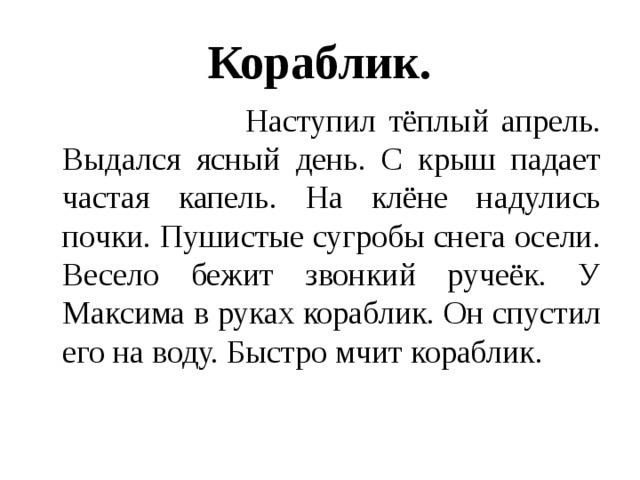 Кораблик.
Наступил тёплый апрель.
Выдался ясный день. С крыш падает
частая капель. На клёне надулись
почки. Пушистые сугробы снега осели.
Весело бежит звонкий ручеёк. У
Максима в руках кораблик. Он спустил
его на воду. Быстро мчит кораблик.